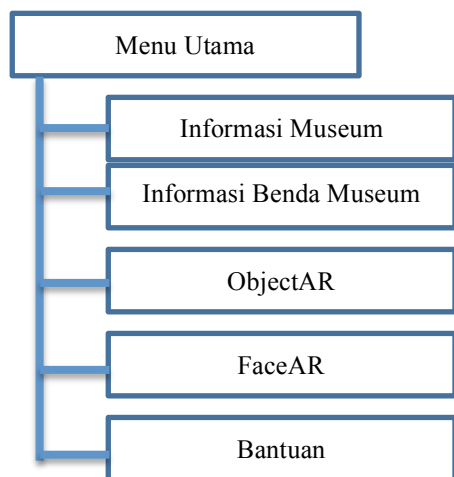 Menu Utama
Informasi Museum
Informasi Benda Museum
ObjectAR
FaceAR
Bantuan